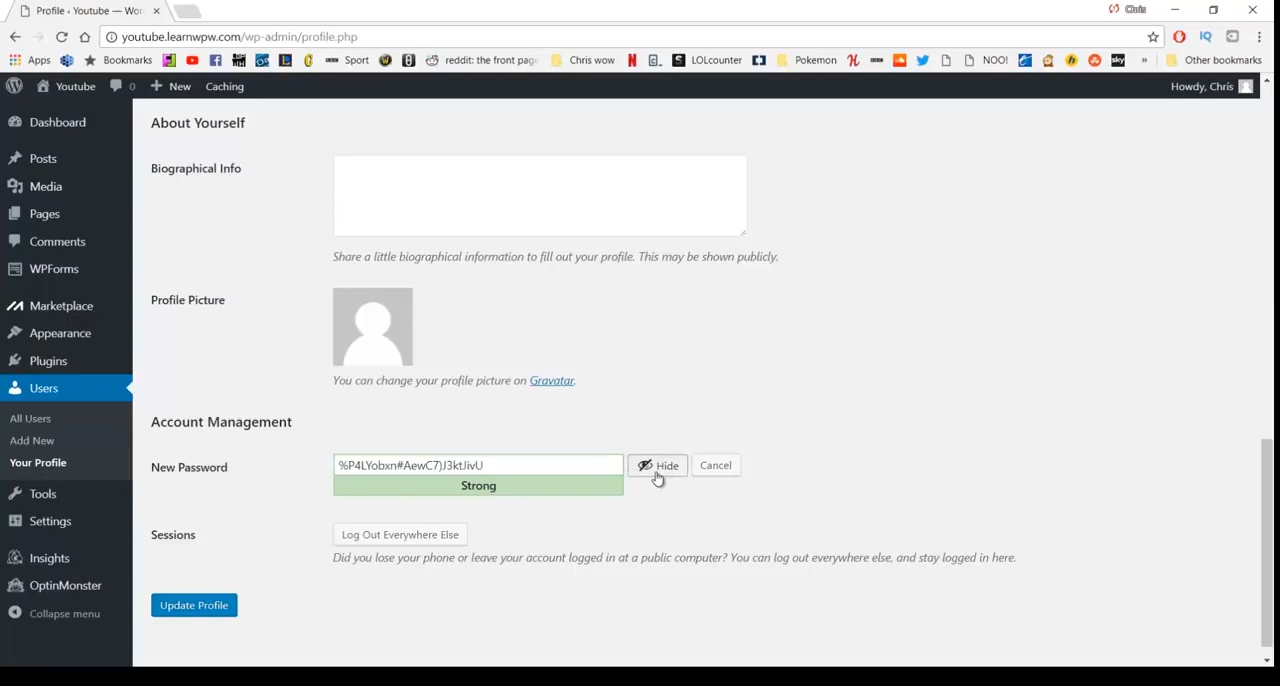 Profile ‹ Youtube — Wor
Chris
youtube.learnwpw.com/wp-admin/profile.php
Apps
Bookmarks
Sport
reddit: the front page
Chris wow
LOLcounter
Pokemon
NOO!
sky
»
Other bookmarks
Youtube
0
New
Caching
Howdy, Chris
Dashboard
Posts
Media
Pages
Comments
WPForms
Marketplace
Appearance
Plugins
Users
All Users
Add New
Your Profile
Tools
Settings
Insights
OptinMonster
Collapse menu
About Yourself
Biographical Info
Share a little biographical information to fill out your profile. This may be shown publicly.
Profile Picture
You can change your profile picture on Gravatar.
Account Management
New Password
%P4LYobxn#AewC7)J3ktJivU
Hide
Cancel
Strong
Sessions
Log Out Everywhere Else
Did you lose your phone or leave your account logged in at a public computer? You can log out everywhere else, and stay logged in here.
Update Profile